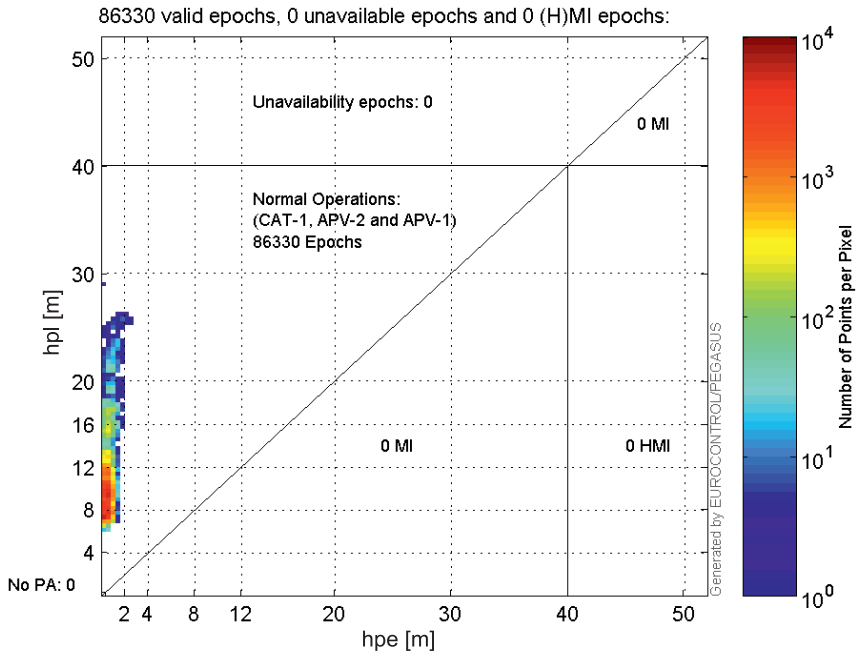 86330 valid epochs, 0 unavailable epochs and 0 (H)MI epochs:
50
40
30
20
16
12
8
4
hpl [m]
Unavailability epochs: 0
0 MI
Normal Operations:
(CAT-1, APV-2 and APV-1)
86330 Epochs
0 MI
0 HMI
No PA: 0
2 4 8 12 20 30 40 50
hpe [m]
Generated by EUROCONTROL/PEGASUS
10^4
10^3
10^2
10^1
10^0
Number of Points per Pixel